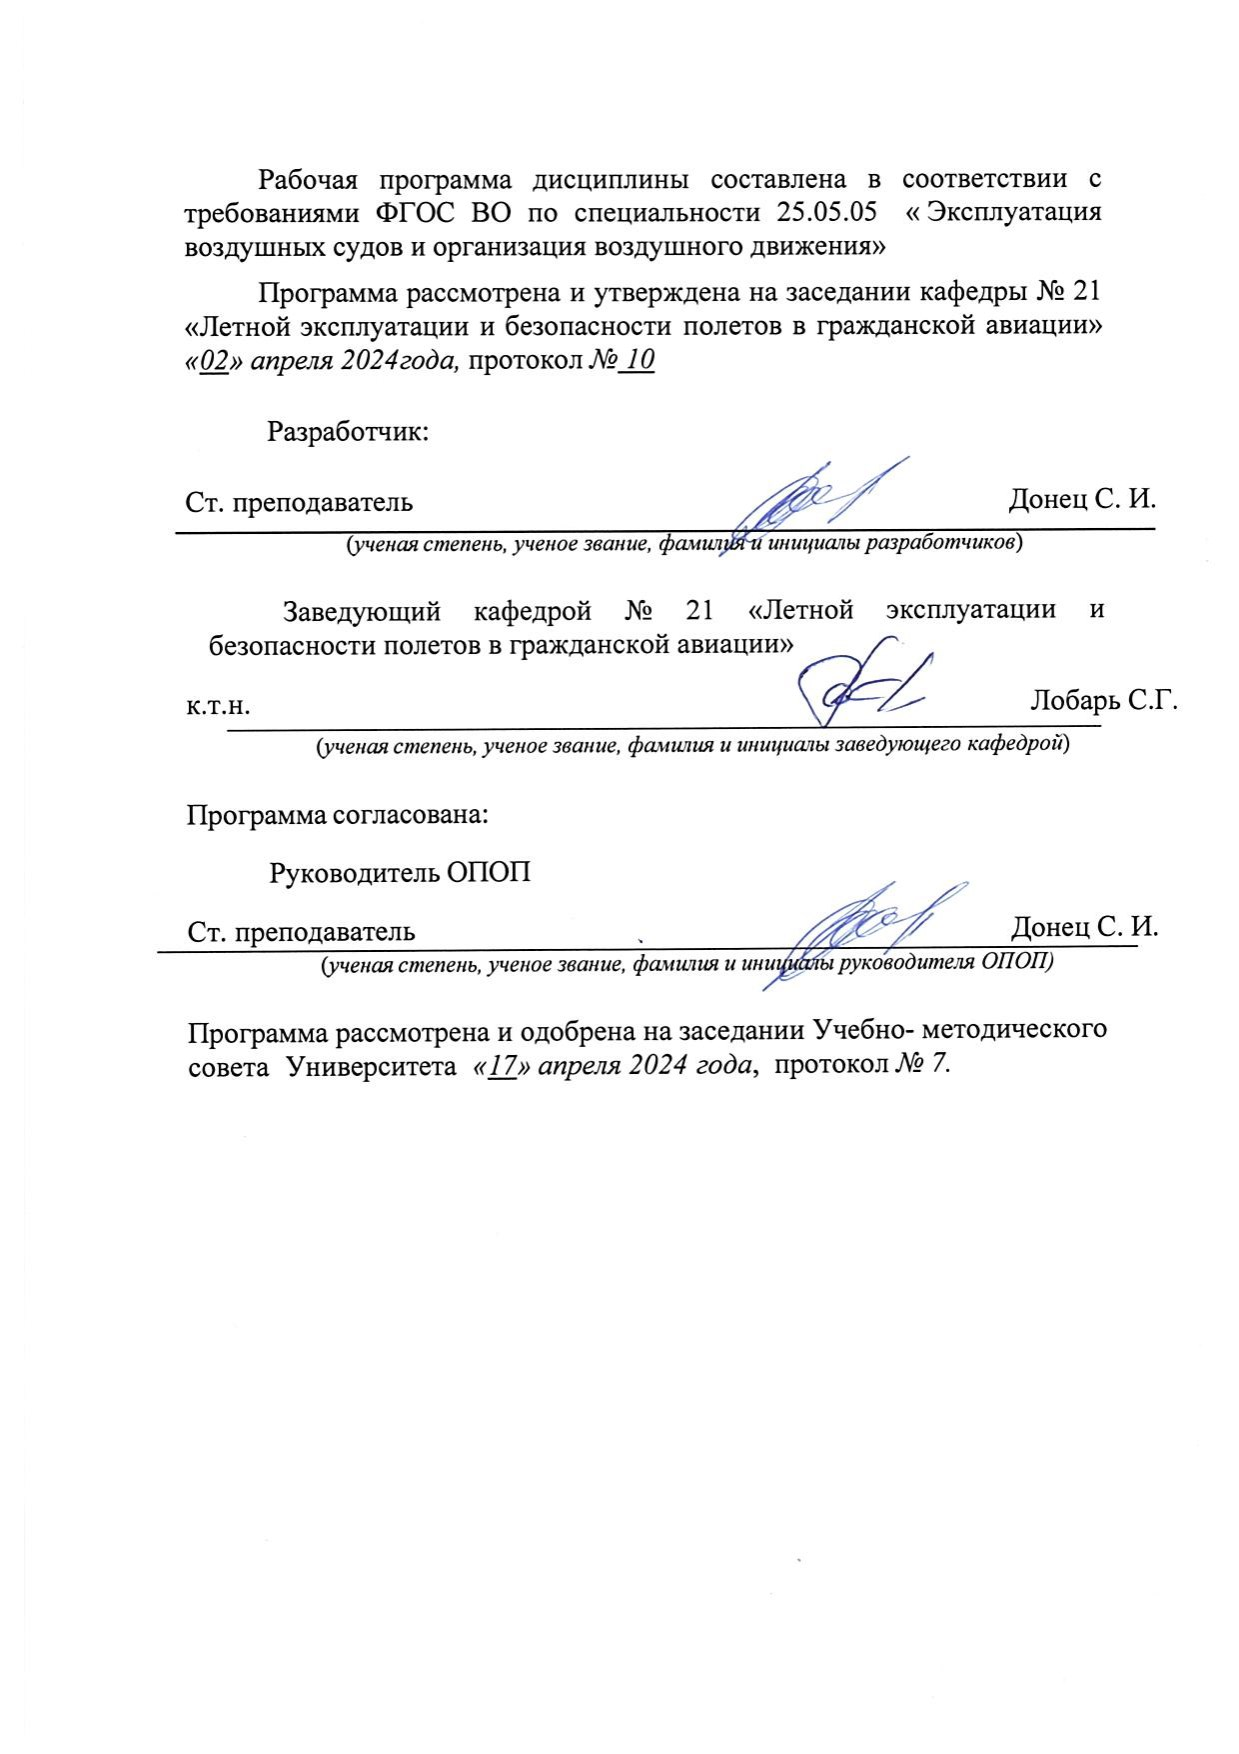 Рабочая программа дисциплины составлена в соответствии с
требованиями ФГОС ВО по специальности 25.05.05 « Эксплуатация
воздушных судов и организация воздушного движения»
Программа рассмотрена и утверждена на заседании кафедры № 21
«Летной эксплуатации и безопасности полетов в гражданской авиации»
«02» апреля 2024года, протокол № 10
Разработчик:
Ст. преподаватель Донец С. И.
(ученая степень, ученое звание, фамилия и инициалы разработчиков)
Заведующий кафедрой № 21 «Летной эксплуатации и
безопасности полетов в гражданской авиации»
к.т.н. Лобарь С.Г.
(ученая степень, ученое звание, фамилия и инициалы заведующего кафедрой)
Программа согласована:
Руководитель ОПОП
Ст. преподаватель Донец С. И.
(ученая степень, ученое звание, фамилия и инициалы руководителя ОПОП)
Программа рассмотрена и одобрена на заседании Учебно- методического
совета Университета «17» апреля 2024 года, протокол № 7.